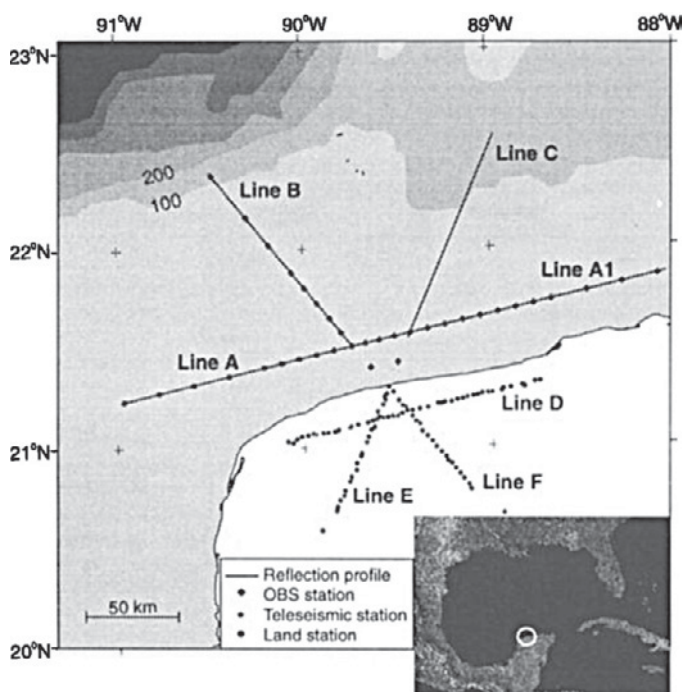 91°W 90°W 89°W 88°W
23°N
Line C
200
Line B
100
22°N
Line A1
Line A
Line D
21°N
Line F
Line E
Reflection profile
OBS station
50 km
Teleseismic station
Land station
20°N